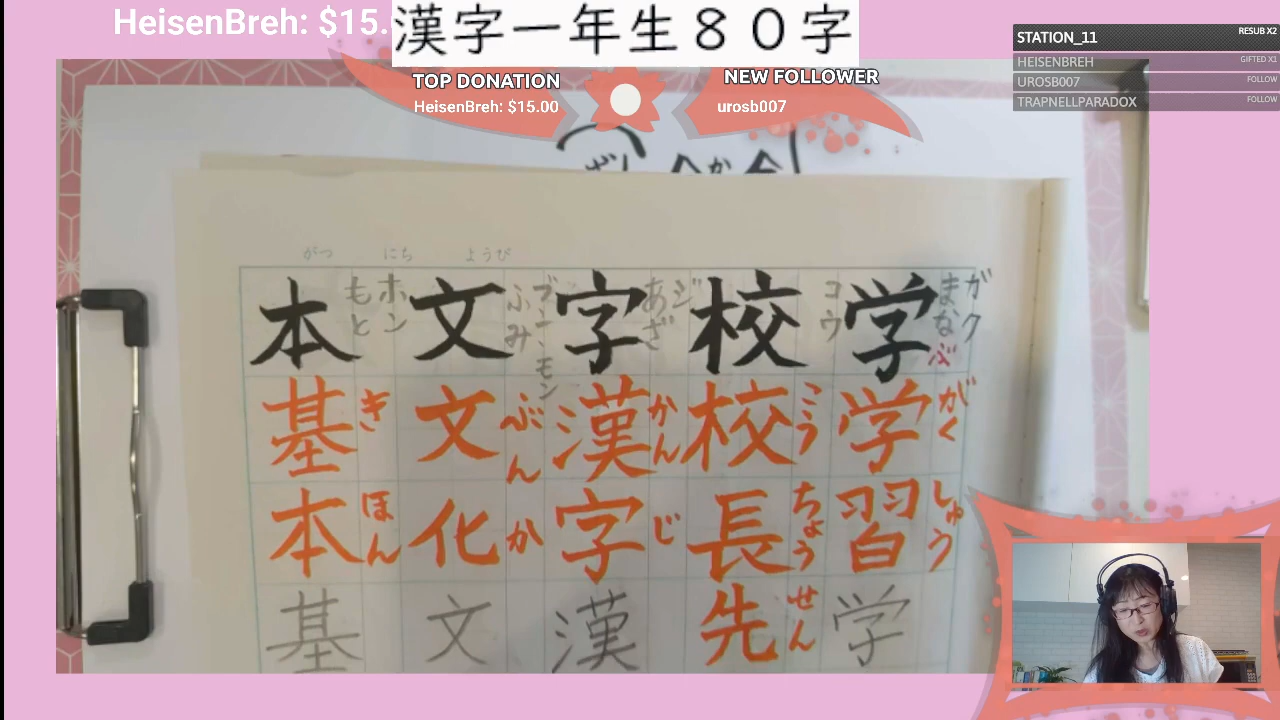 HeisenBreh: $15.
漢字一年生８０字
TOP DONATION
HeisenBreh: $15.00
NEW FOLLOWER
urosb007
STATION_11 RESUB X2
HEISENBREH GIFTED X1
UROSB007 FOLLOW
TRAPNELLPARADOX FOLLOW
がつ にち ようび
学 ガク まなぶ
学習 がくしゅう
学
校 コウ
校長先 こうちょうせん
字 ジ あざ
漢字 かんじ
漢
文 ブン、モン ふみ
文化 ぶんか
文
本 ホン もと
基本 きほん
基